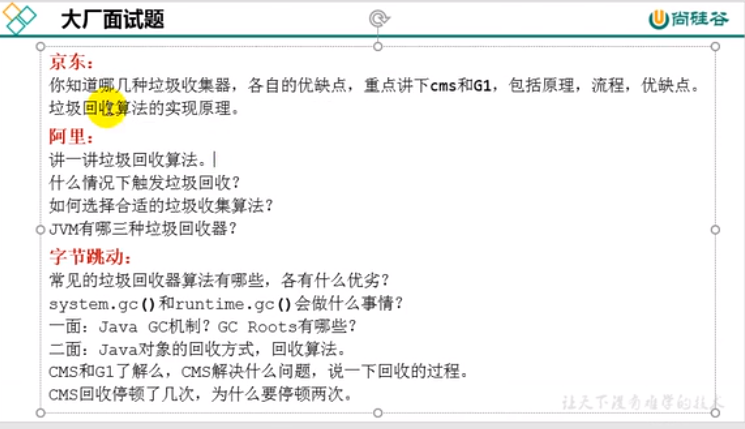 大厂面试题
尚硅谷
京东：
你知道哪几种垃圾收集器，各自的优缺点，重点讲下cms和G1，包括原理，流程，优缺点。
垃圾回收算法的实现原理。
阿里：
讲一讲垃圾回收算法。
什么情况下触发垃圾回收？
如何选择合适的垃圾收集算法？
JVM有哪三种垃圾回收器？
字节跳动：
常见的垃圾回收器算法有哪些，各有什么优劣？
system.gc()和runtime.gc()会做什么事情？
一面：Java GC机制？GC Roots有哪些？
二面：Java对象的回收方式，回收算法。
CMS和G1了解么，CMS解决什么问题，说一下回收的过程。
CMS回收停顿了几次，为什么要停顿两次。
让天下没有难学的技术